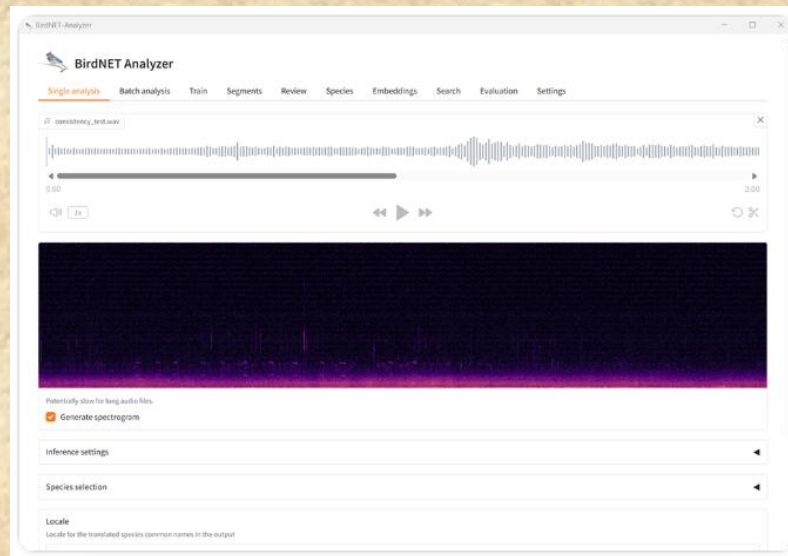 BirdNET-Analyzer
BirdNET Analyzer
Single analysis Batch analysis Train Segments Review Species Embeddings Search Evaluation Settings
consistency_test.wav
0:00 2:00
1x
Potentially slow for long audio files.
Generate spectrogram
Inference settings
Species selection
Locale
Locale for the translated species common names in the output